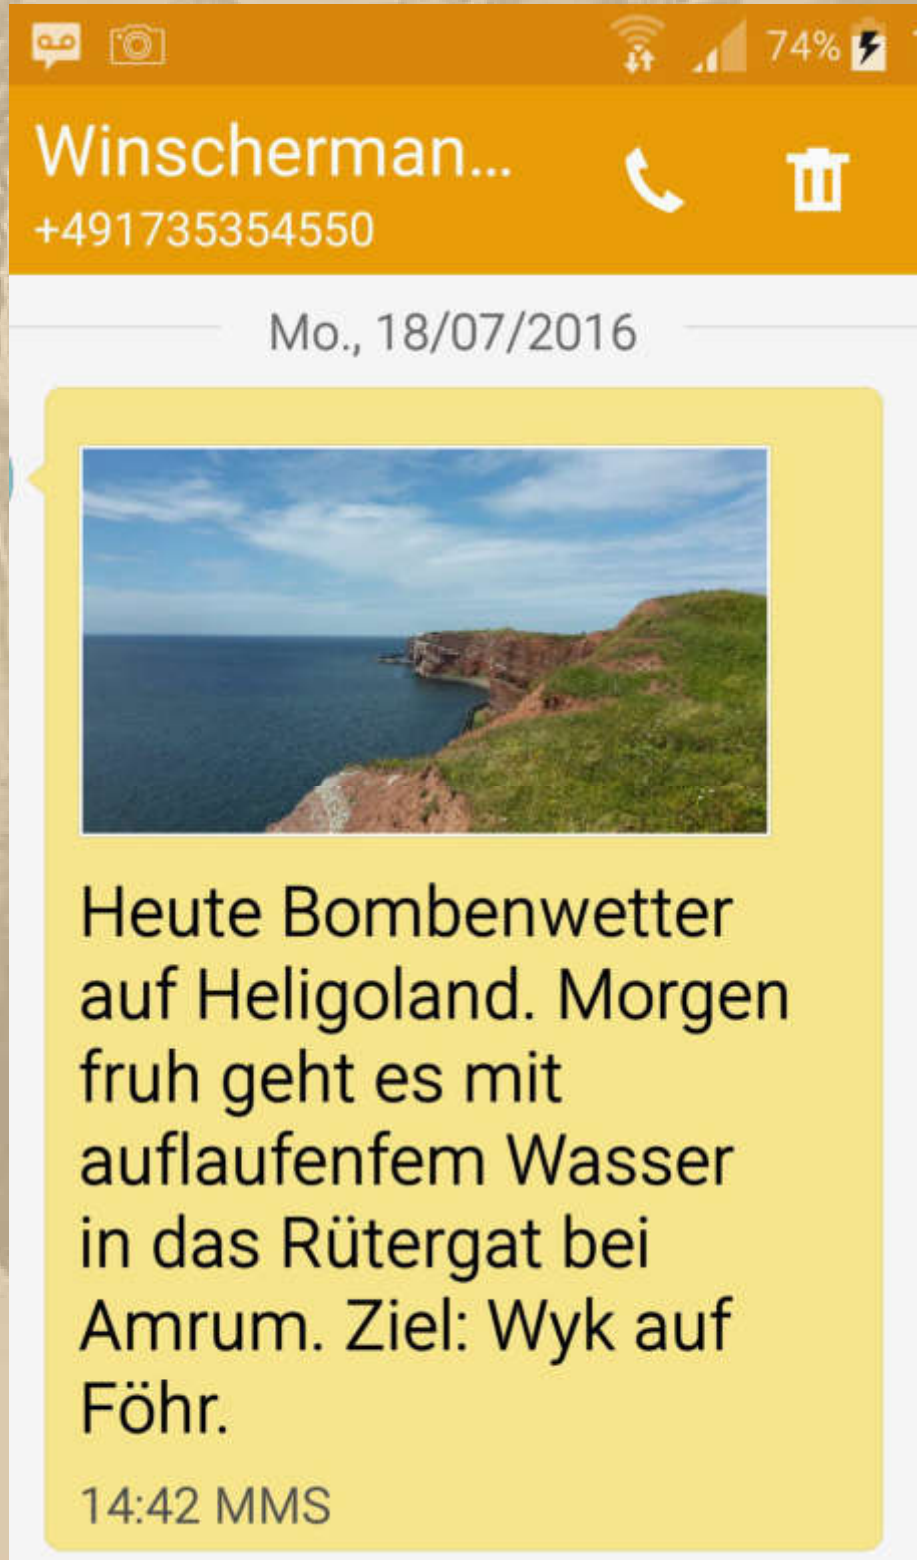 74%
Winscherman...
+491735354550
Mo., 18/07/2016
Heute Bombenwetter
auf Heligoland. Morgen
fruh geht es mit
auflaufenfem Wasser
in das Rütergat bei
Amrum. Ziel: Wyk auf
Föhr.
14:42 MMS